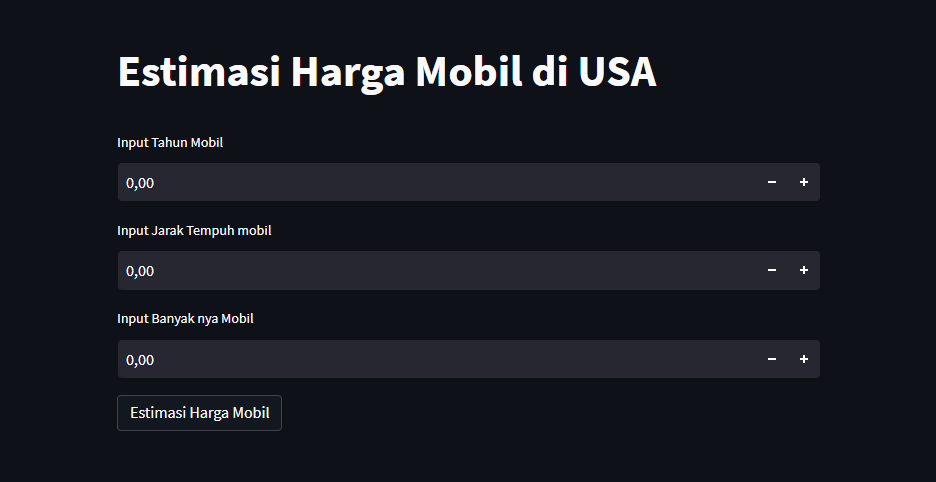 Estimasi Harga Mobil di USA
Input Tahun Mobil
0,00
Input Jarak Tempuh mobil
0,00
Input Banyak nya Mobil
0,00
Estimasi Harga Mobil